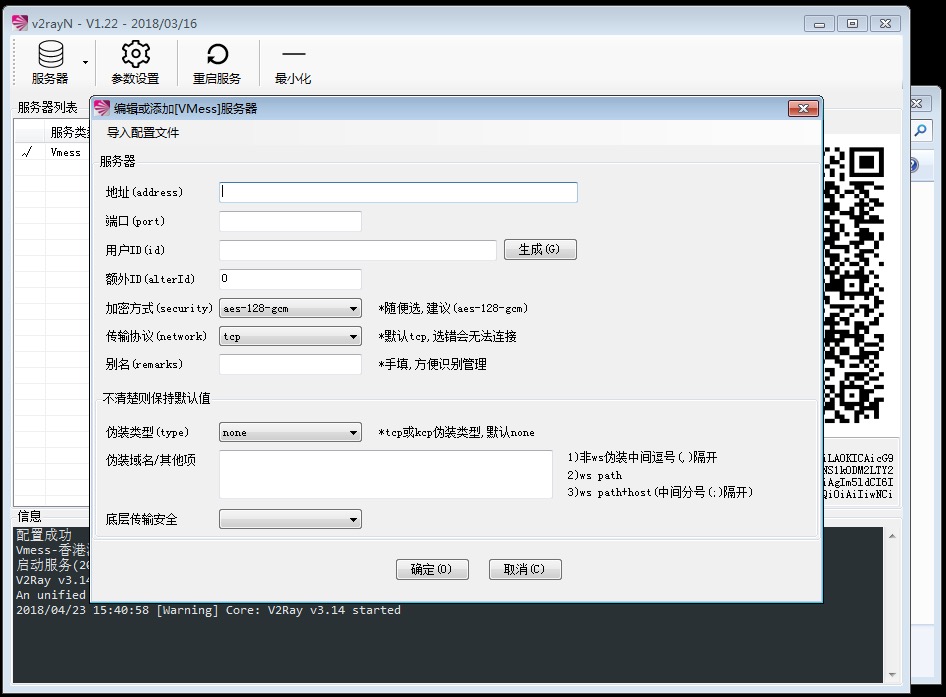 v2rayN - V1.22 - 2018/03/16
服务器 参数设置 重启服务 最小化
服务器列表
服务类
Vmess
编辑或添加[VMess]服务器
导入配置文件
服务器
地址(address)
端口(port)
用户ID(id) 生成(G)
额外ID(alterId) 0
加密方式(security) aes-128-gcm *随便选,建议(aes-128-gcm)
传输协议(network) tcp *默认tcp,选错会无法连接
别名(remarks) *手填,方便识别管理
不清楚则保持默认值
伪装类型(type) none *tcp或kcp伪装类型,默认none
伪装域名/其他项 1)非ws伪装中间逗号(,)隔开
2)ws path
3)ws path+host(中间分号(;)隔开)
底层传输安全
确定(O) 取消(C)
iLAOKICAicG9
NS1kODM2LTY2
iAgIm5ldCI6I
QiOiAiIiwNCi
信息
配置成功
Vmess-香港
启动服务(20
V2Ray v3.14
An unified
2018/04/23 15:40:58 [Warning] Core: V2Ray v3.14 started